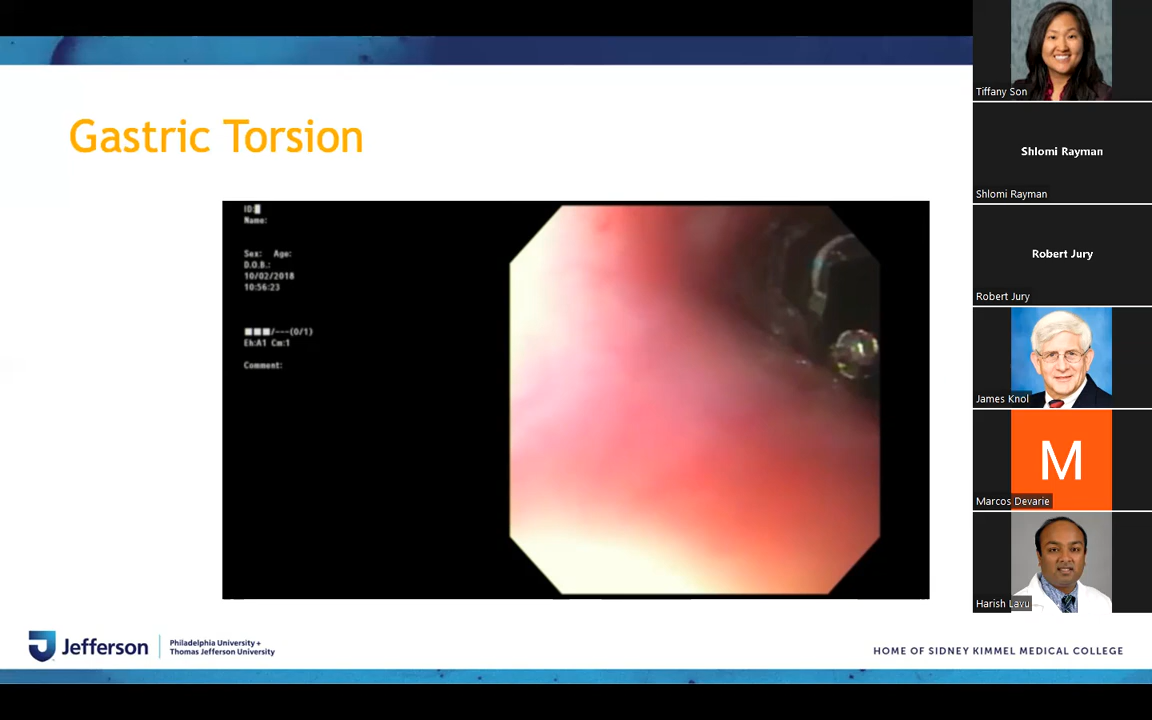 Gastric Torsion
ID:
Name:
Sex: Age:
D.O.B.:
10/02/2018
10:56:23
■■■/---(0/1)
Eh:A1 Cm:1
Comment:
Jefferson
Philadelphia University +
Thomas Jefferson University
HOME OF SIDNEY KIMMEL MEDICAL COLLEGE
Tiffany Son
Shlomi Rayman
Shlomi Rayman
Robert Jury
Robert Jury
James Knol
M
Marcos Devarie
Harish Lavu